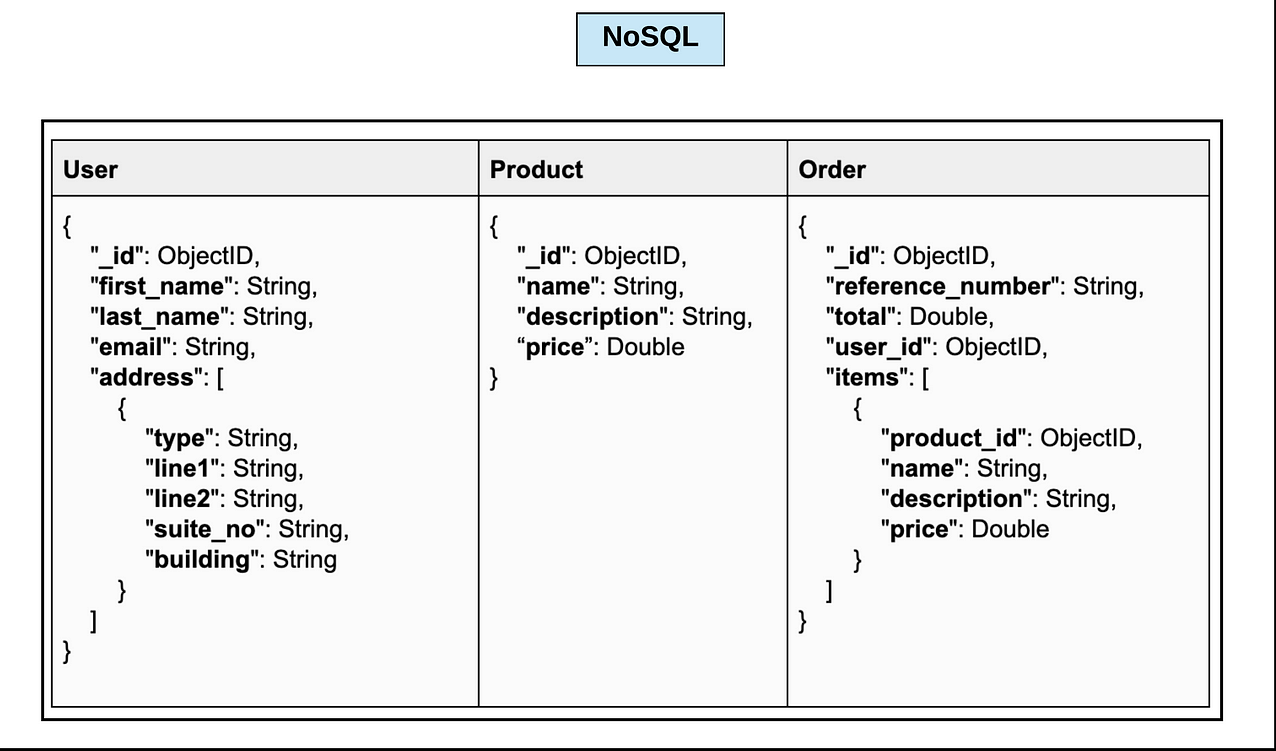 NoSQL
User
{
"_id": ObjectID,
"first_name": String,
"last_name": String,
"email": String,
"address": [
{
"type": String,
"line1": String,
"line2": String,
"suite_no": String,
"building": String
}
]
}
Product
{
"_id": ObjectID,
"name": String,
"description": String,
“price”: Double
}
Order
{
"_id": ObjectID,
"reference_number": String,
"total": Double,
"user_id": ObjectID,
"items": [
{
"product_id": ObjectID,
"name": String,
"description": String,
"price": Double
}
]
}